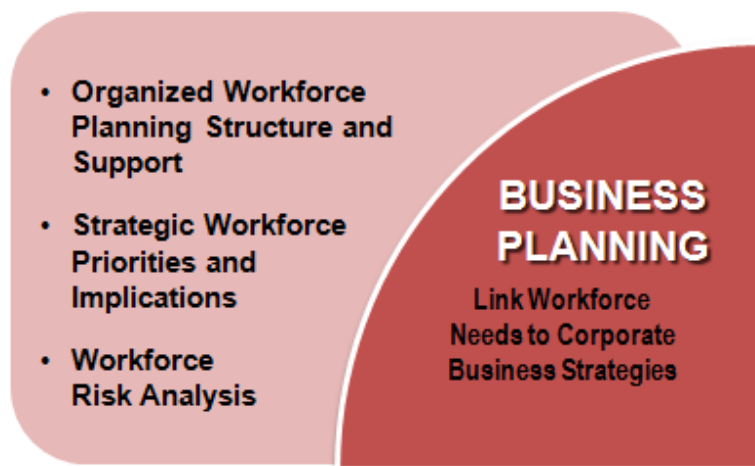 • Organized Workforce
Planning Structure and
Support
• Strategic Workforce
Priorities and
Implications
• Workforce
Risk Analysis
BUSINESS
PLANNING
Link Workforce
Needs to Corporate
Business Strategies